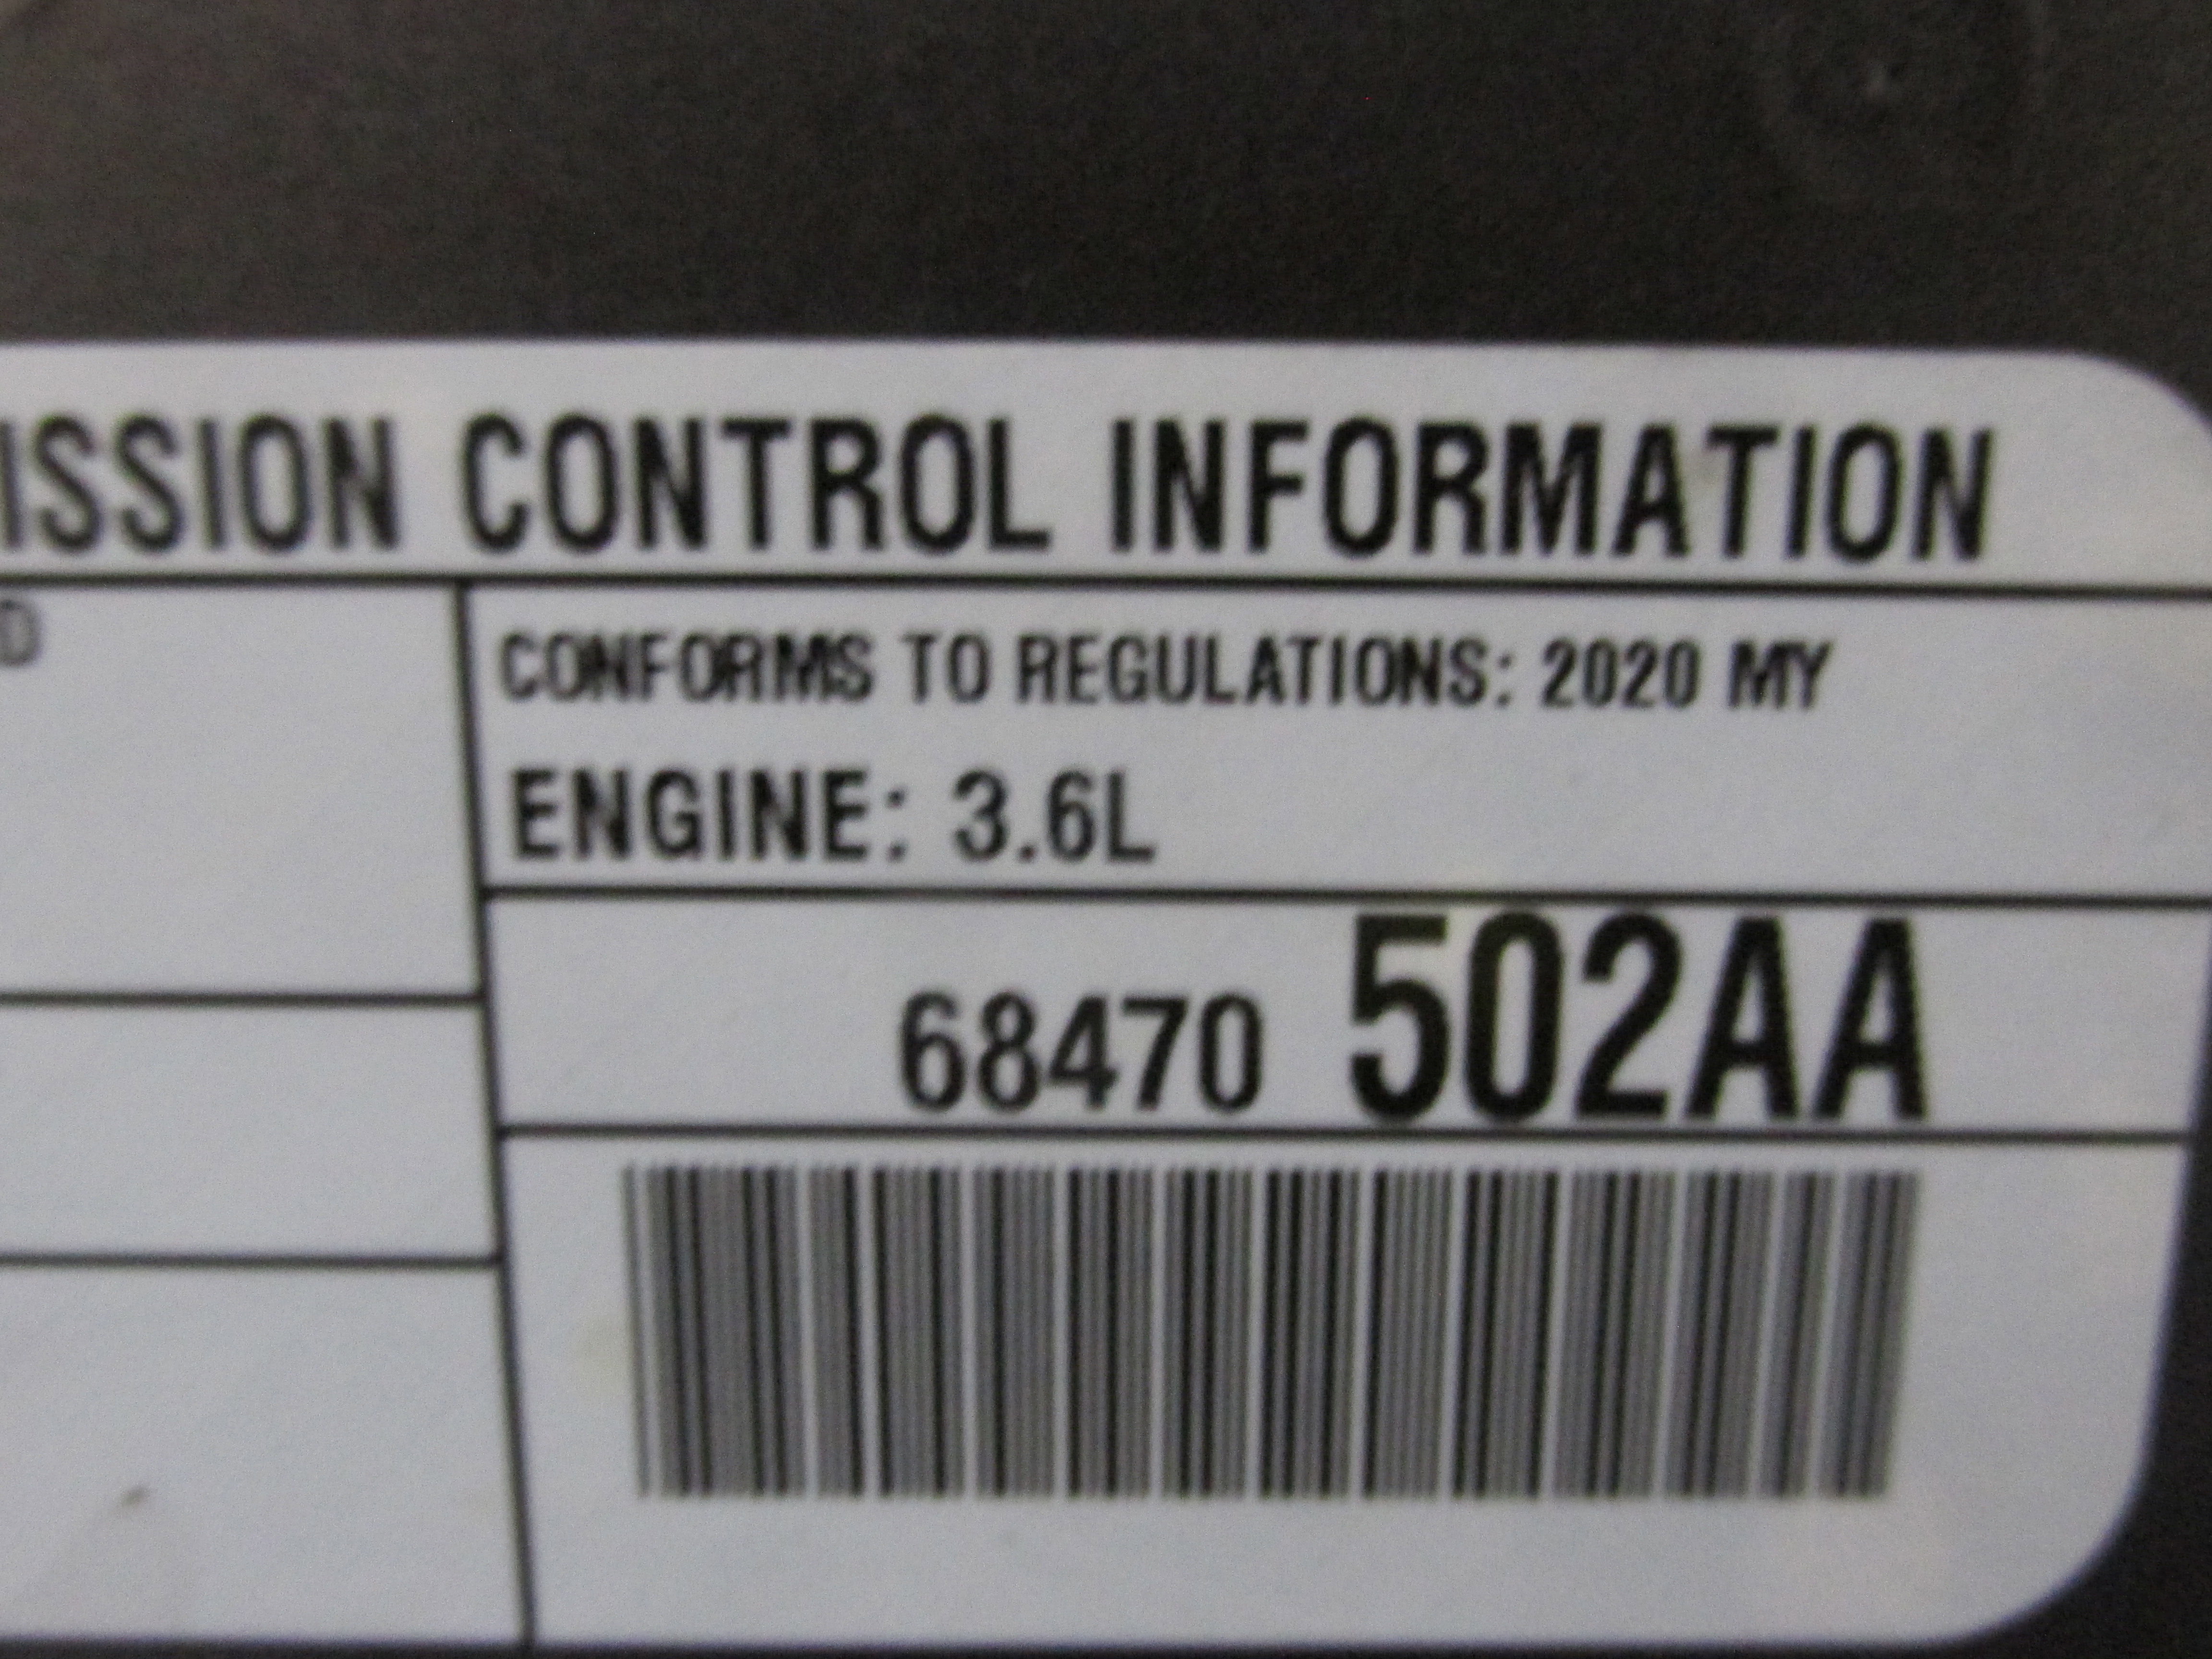 ISSION CONTROL INFORMATION
D
CONFORMS TO REGULATIONS: 2020 MY
ENGINE: 3.6L
68470 502AA